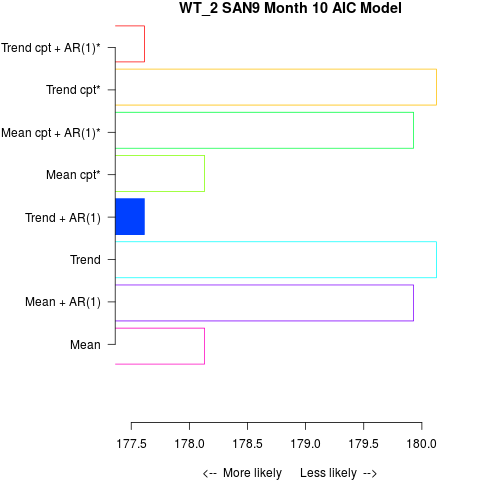 WT_2 SAN9 Month 10 AIC Model
Trend cpt + AR(1)*
Trend cpt*
Mean cpt + AR(1)*
Mean cpt*
Trend + AR(1)
Trend
Mean + AR(1)
Mean
177.5 178.0 178.5 179.0 179.5 180.0
<-- More likely Less likely -->